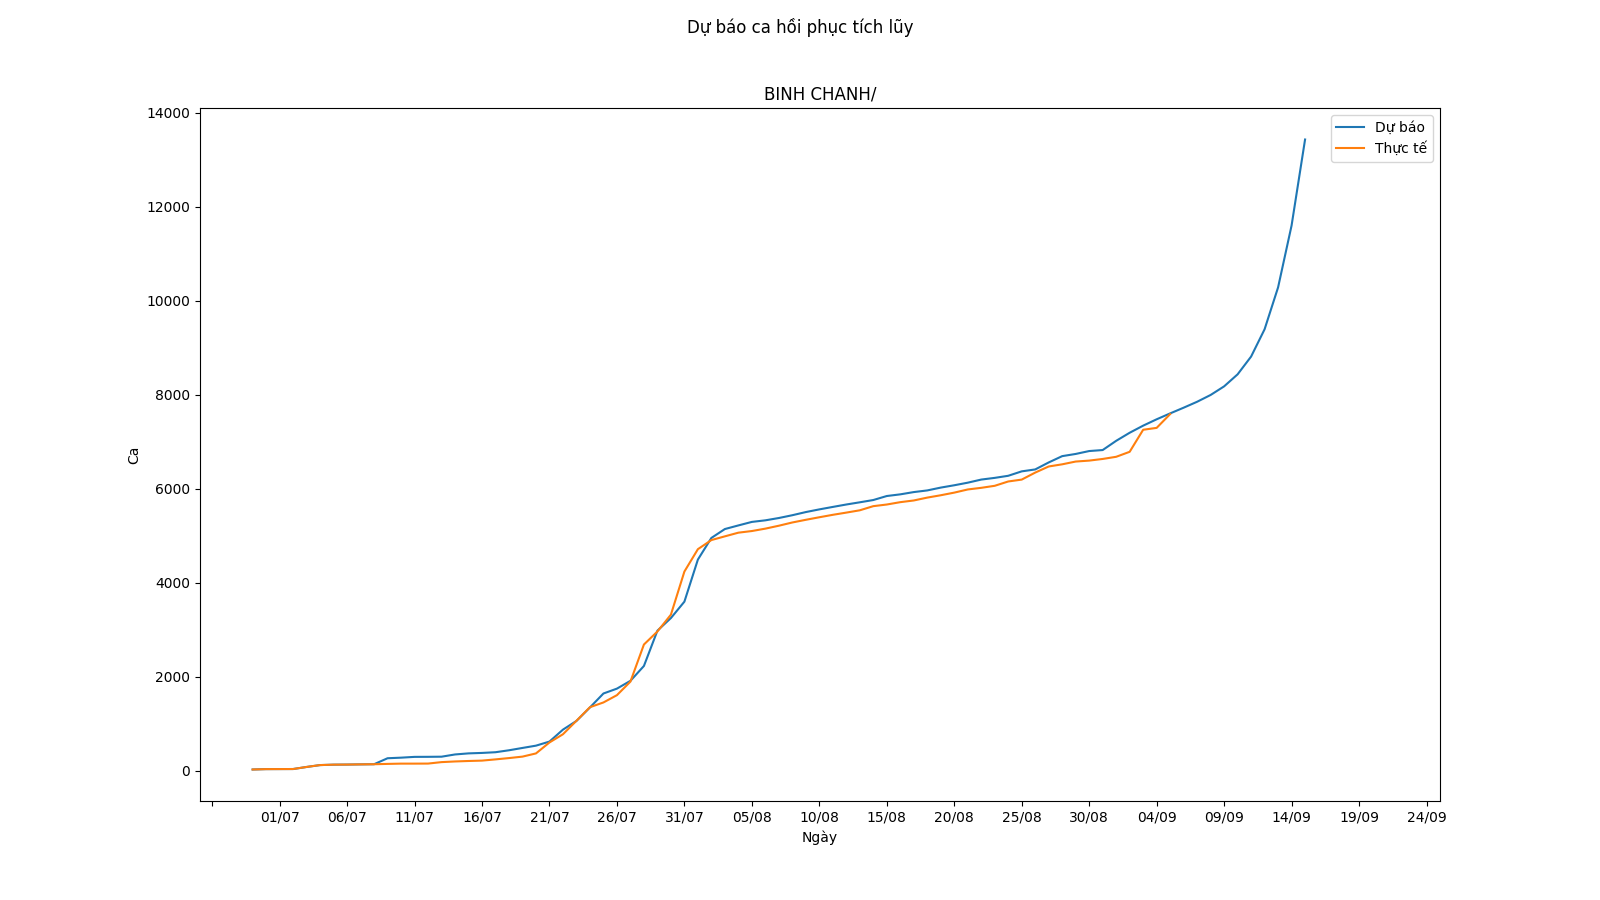 Dự báo ca hồi phục tích lũy
BINH CHANH/
Dự báo
Thực tế
14000
12000
10000
8000
6000
4000
2000
0
Ca
01/07 06/07 11/07 16/07 21/07 26/07 31/07 05/08 10/08 15/08 20/08 25/08 30/08 04/09 09/09 14/09 19/09 24/09
Ngày